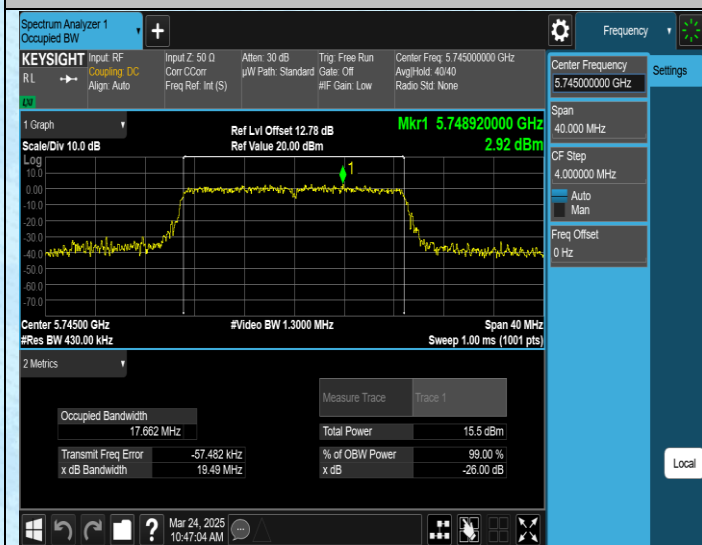 Spectrum Analyzer 1
Occupied BW
Frequency
KEYSIGHT
RL
LXI
Input: RF
Coupling: DC
Align: Auto
Input Z: 50 Ω
Corr CCorr
Freq Ref: Int (S)
Atten: 30 dB
µW Path: Standard
Trig: Free Run
Gate: Off
#IF Gain: Low
Center Freq: 5.745000000 GHz
Avg|Hold: 40/40
Radio Std: None
Center Frequency
5.745000000 GHz
Settings
Span
40.000 MHz
CF Step
4.000000 MHz
Auto
Man
Freq Offset
0 Hz
Local
1 Graph
Scale/Div 10.0 dB
Ref Lvl Offset 12.78 dB
Ref Value 20.00 dBm
Mkr1 5.748920000 GHz
2.92 dBm
Log
10.0
0.00
-10.0
-20.0
-30.0
-40.0
-50.0
-60.0
-70.0
1
Center 5.74500 GHz
#Res BW 430.00 kHz
#Video BW 1.3000 MHz
Span 40 MHz
Sweep 1.00 ms (1001 pts)
2 Metrics
Measure Trace Trace 1
Occupied Bandwidth
17.662 MHz
Total Power 15.5 dBm
Transmit Freq Error -57.482 kHz
% of OBW Power 99.00 %
x dB Bandwidth 19.49 MHz
x dB -26.00 dB
Mar 24, 2025
10:47:04 AM